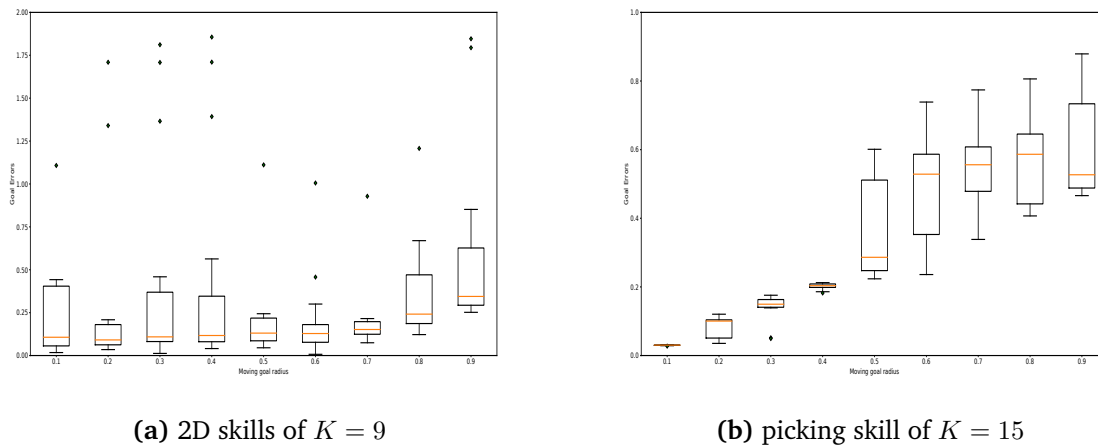 2.00
1.75
1.50
1.25
1.00
0.75
0.50
0.25
0.00
Goal Errors
0.1 0.2 0.3 0.4 0.5 0.6 0.7 0.8 0.9
Moving goal radius
(a) 2D skills of K = 9
1.0
0.8
0.6
0.4
0.2
0.0
Goal Errors
0.1 0.2 0.3 0.4 0.5 0.6 0.7 0.8 0.9
Moving goal radius
(b) picking skill of K = 15